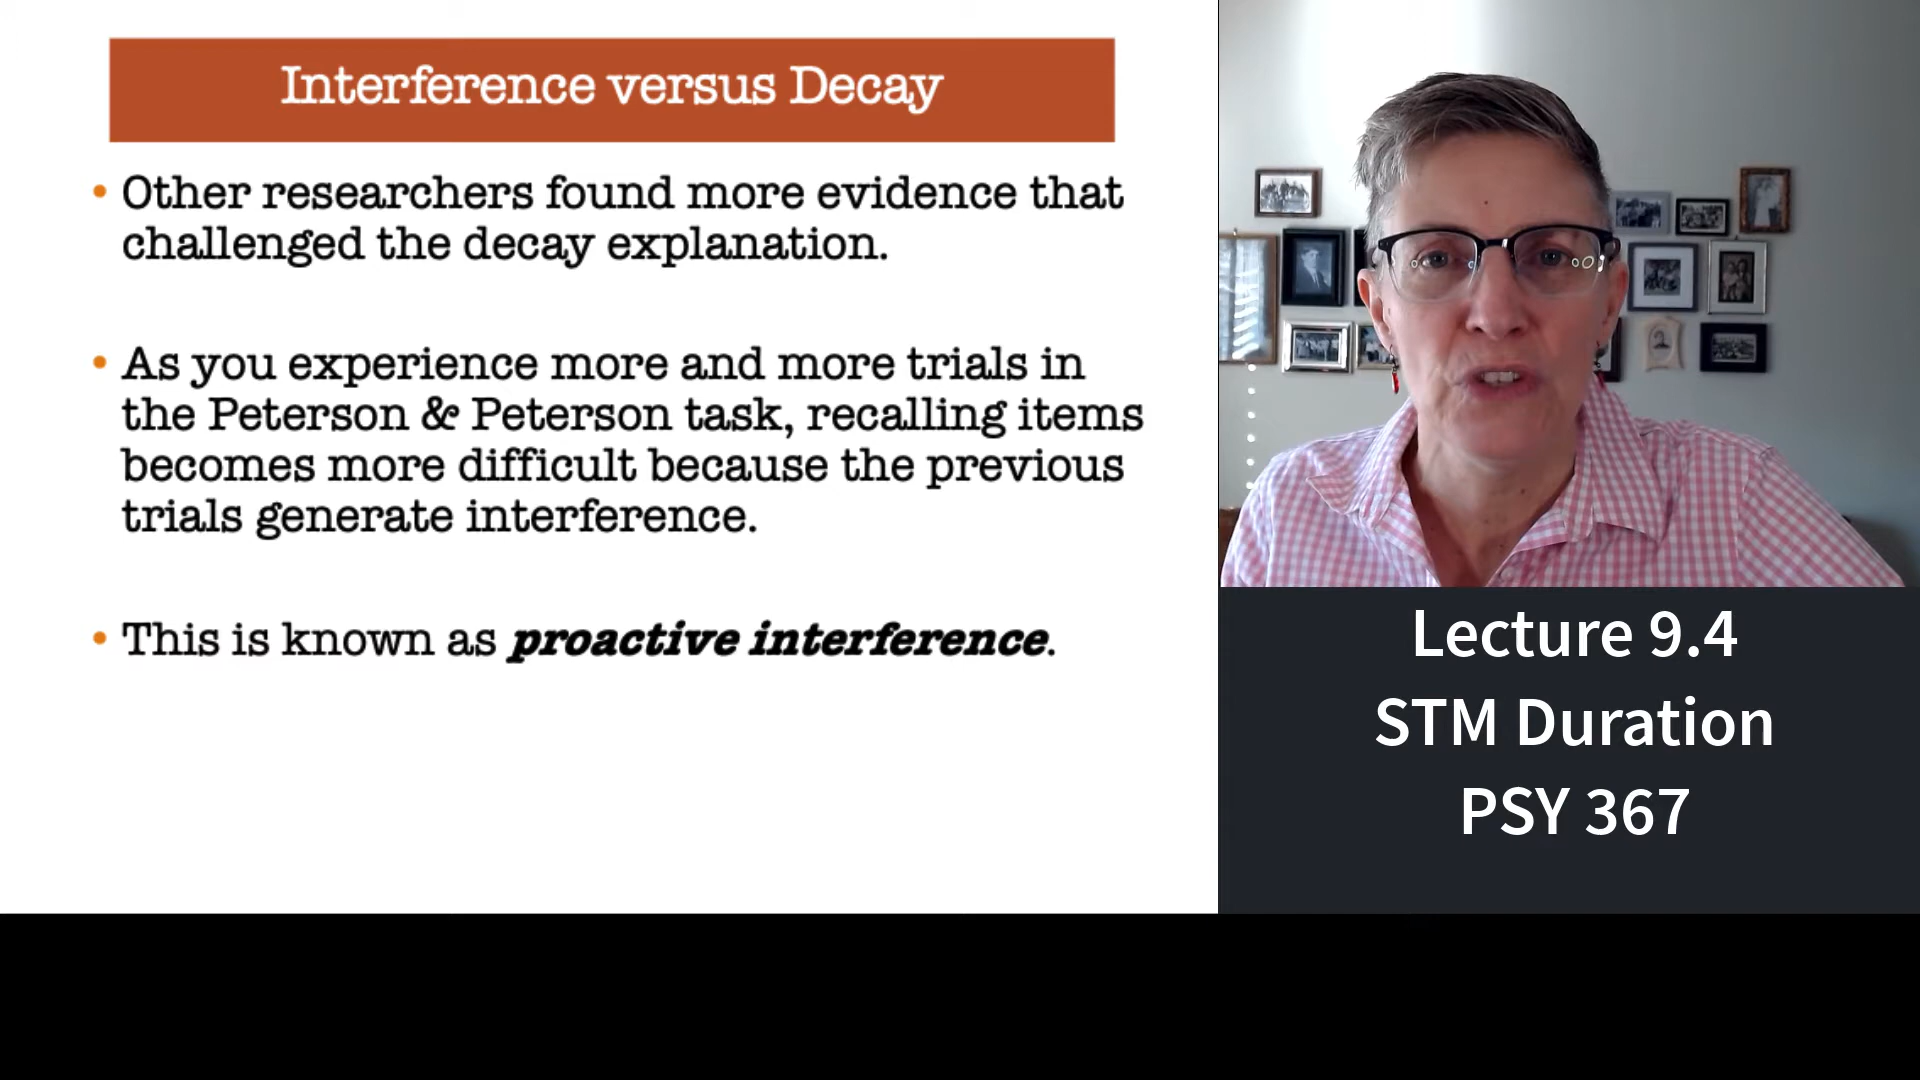 Interference versus Decay
• Other researchers found more evidence that
challenged the decay explanation.
• As you experience more and more trials in
the Peterson & Peterson task, recalling items
becomes more difficult because the previous
trials generate interference.
• This is known as proactive interference.
Lecture 9.4
STM Duration
PSY 367